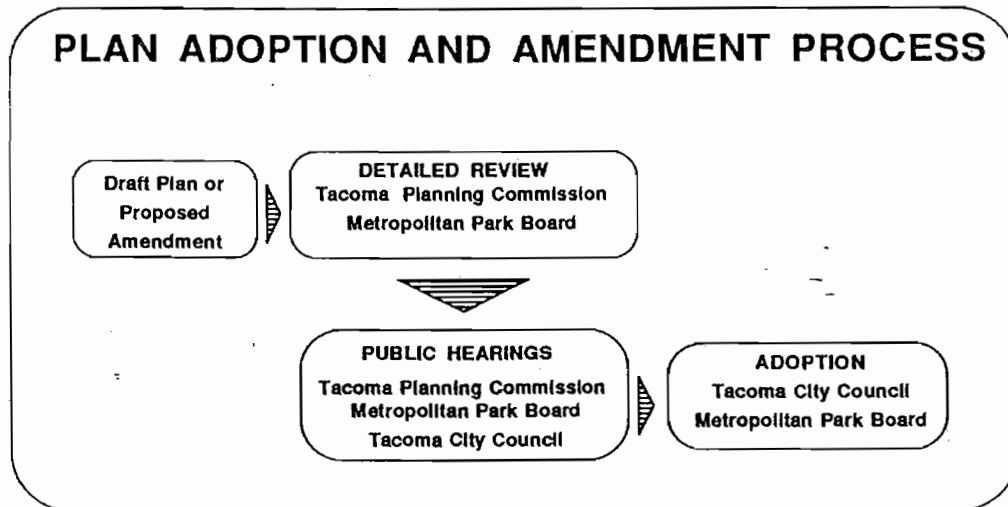 PLAN ADOPTION AND AMENDMENT PROCESS
Draft Plan or
Proposed
Amendment
DETAILED REVIEW
Tacoma Planning Commission
Metropolitan Park Board
PUBLIC HEARINGS
Tacoma Planning Commission
Metropolitan Park Board
Tacoma City Council
ADOPTION
Tacoma City Council
Metropolitan Park Board